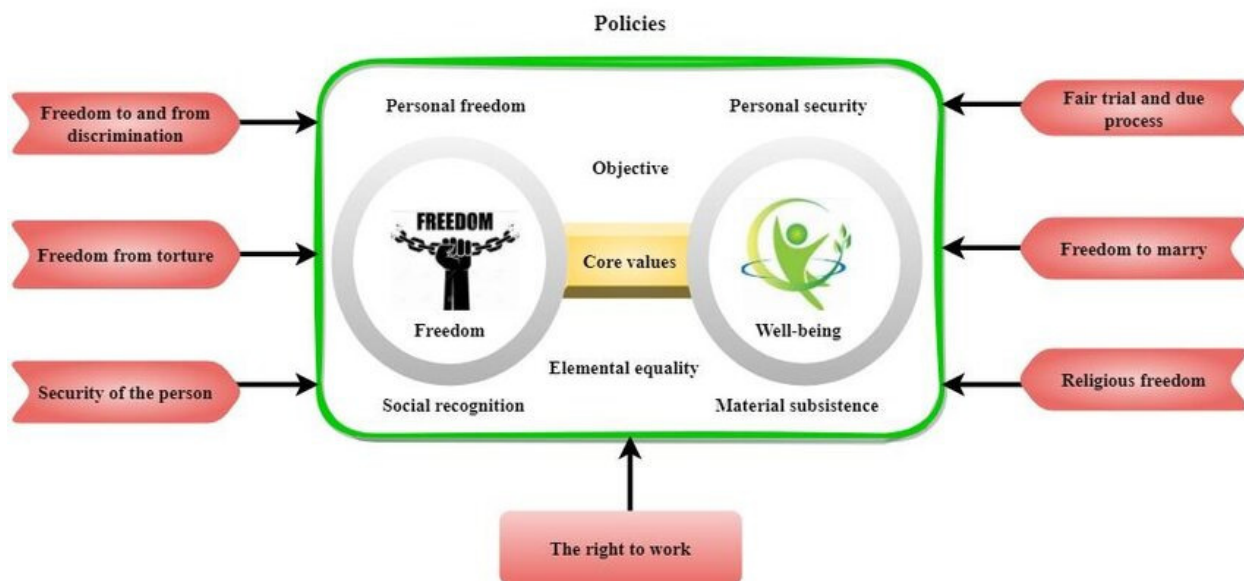 Policies
Freedom to and from
discrimination
Freedom from torture
Security of the person
Personal freedom
Personal security
Objective
FREEDOM
Core values
Freedom
Well-being
Elemental equality
Social recognition
Material subsistence
Fair trial and due
process
Freedom to marry
Religious freedom
The right to work